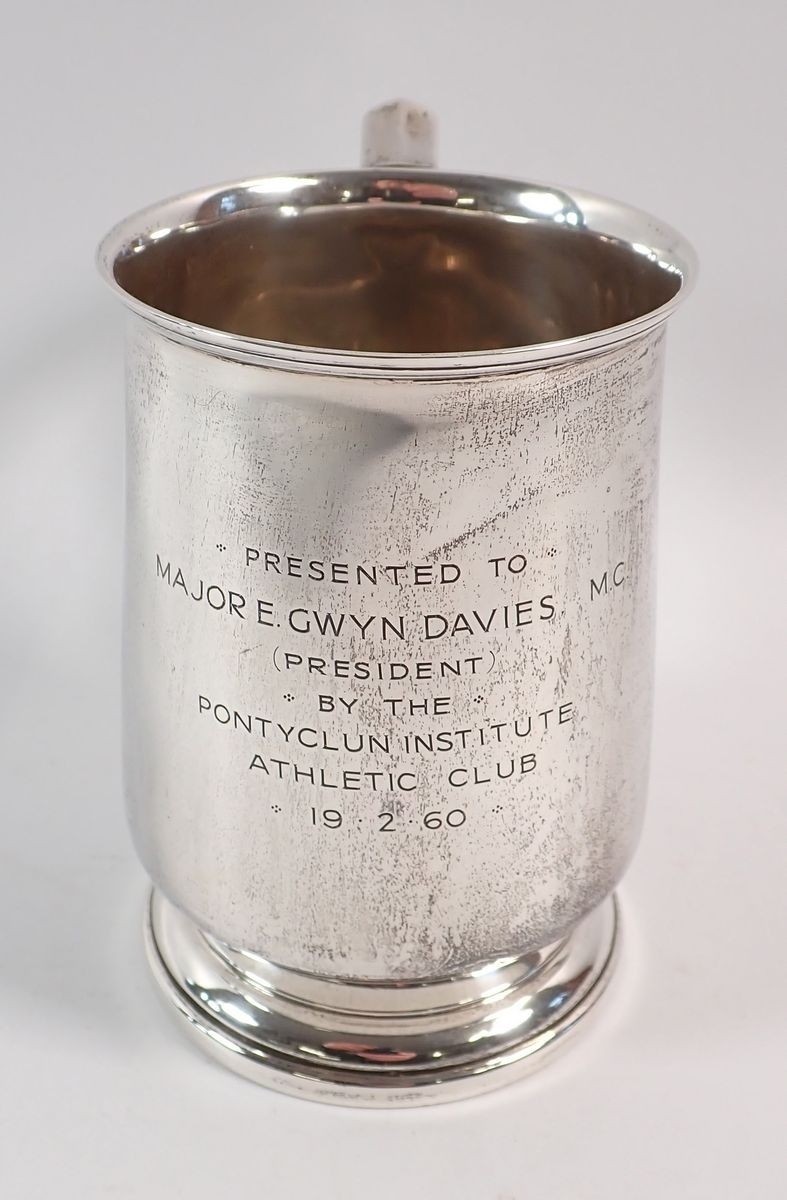 PRESENTED TO
MAJOR E. GWYN DAVIES. M.C.
(PRESIDENT)
BY THE
PONTYCLUN INSTITUTE
ATHLETIC CLUB
19 · 2 · 60